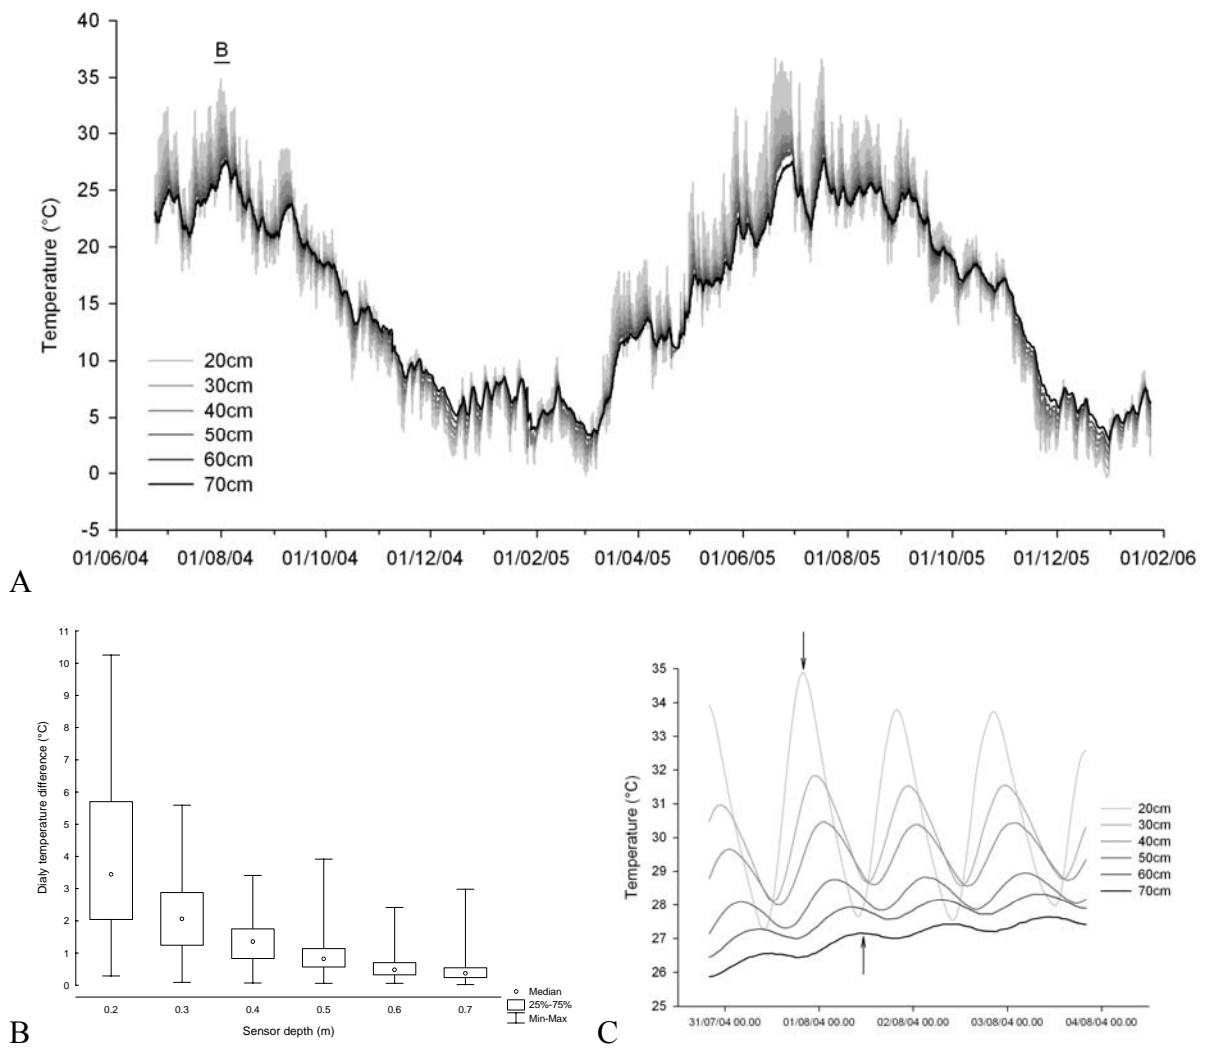 40
35
30
25
20
15
10
5
0
-5
Temperature (°C)
B
20cm
30cm
40cm
50cm
60cm
70cm
01/06/04 01/08/04 01/10/04 01/12/04 01/02/05 01/04/05 01/06/05 01/08/05 01/10/05 01/12/05 01/02/06
A
11
10
9
8
7
6
5
4
3
2
1
0
Dialy temperature difference (°C)
0.2 0.3 0.4 0.5 0.6 0.7
Sensor depth (m)
Median
25%-75%
Min-Max
B
35
34
33
32
31
30
29
28
27
26
25
Temperature (°C)
20cm
30cm
40cm
50cm
60cm
70cm
31/07/04 00.00 01/08/04 00.00 02/08/04 00.00 03/08/04 00.00 04/08/04 00.00
C